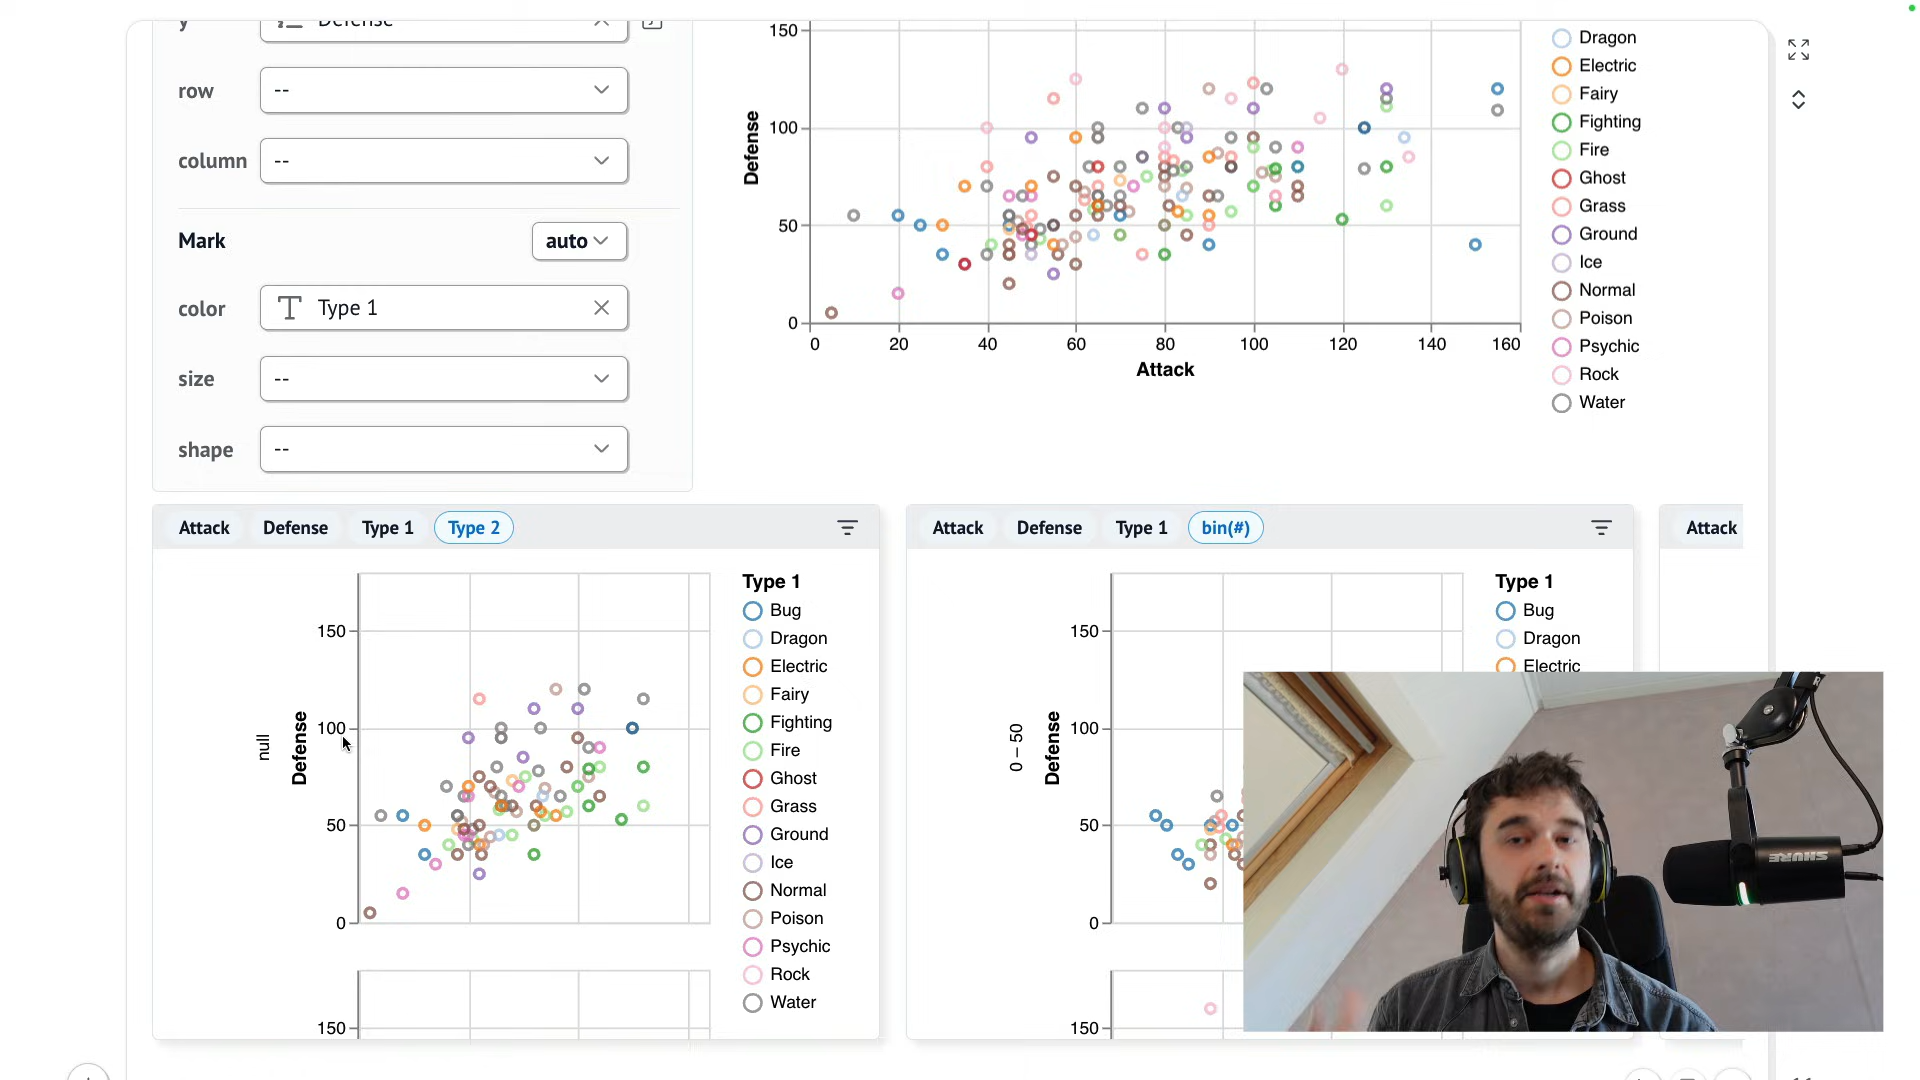 y Defense
row --
column --
Mark auto
color Type 1
size --
shape --
150
100
50
0
Defense
0 20 40 60 80 100 120 140 160
Attack
Dragon
Electric
Fairy
Fighting
Fire
Ghost
Grass
Ground
Ice
Normal
Poison
Psychic
Rock
Water
Attack Defense Type 1 Type 2
null
Defense
150
100
50
0
150
Type 1
Bug
Dragon
Electric
Fairy
Fighting
Fire
Ghost
Grass
Ground
Ice
Normal
Poison
Psychic
Rock
Water
Attack Defense Type 1 bin(#)
0 – 50
Defense
150
100
50
0
150
Type 1
Bug
Dragon
Electric
Attack
SHURE